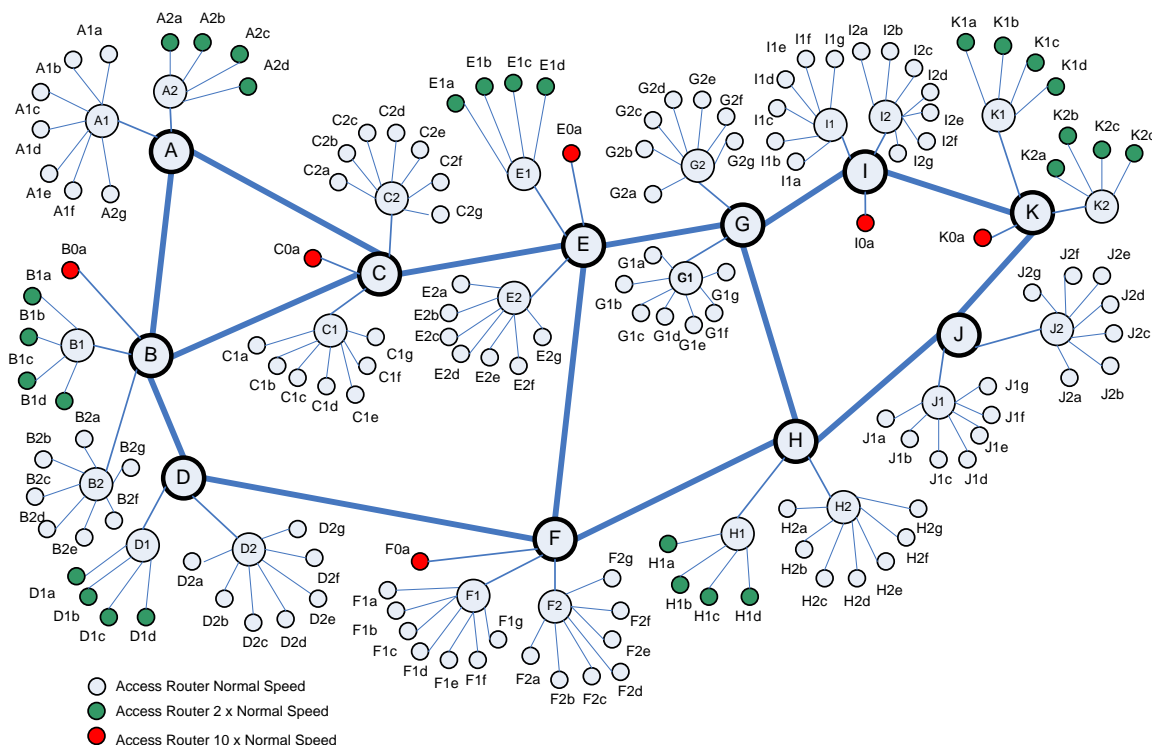 A1a
A1b
A1c
A1d
A1e
A1f
A1g
A1
A2a
A2b
A2c
A2d
A2
A
B0a
B1a
B1b
B1c
B1d
B1
B
B2a
B2b
B2c
B2d
B2e
B2f
B2g
B2
C0a
C
C2a
C2b
C2c
C2d
C2e
C2f
C2g
C2
C1
C1a
C1b
C1c
C1d
C1e
C1f
C1g
D
D1
D1a
D1b
D1c
D1d
D2
D2a
D2b
D2c
D2d
D2e
D2f
D2g
E1a
E1b
E1c
E1d
E1
E0a
E
E2
E2a
E2b
E2c
E2d
E2e
E2f
E2g
F0a
F
F1
F1a
F1b
F1c
F1d
F1e
F1f
F1g
F2
F2a
F2b
F2c
F2d
F2e
F2f
F2g
G2a
G2b
G2c
G2d
G2e
G2f
G2g
G2
G
G1
G1a
G1b
G1c
G1d
G1e
G1f
G1g
H
H1
H1a
H1b
H1c
H1d
H2
H2a
H2b
H2c
H2d
H2e
H2f
H2g
I1a
I1b
I1c
I1d
I1e
I1f
I1g
I1
I2a
I2b
I2c
I2d
I2e
I2f
I2g
I2
I
I0a
J
J1
J1a
J1b
J1c
J1d
J1e
J1f
J1g
J2
J2a
J2b
J2c
J2d
J2e
J2f
J2g
K1a
K1b
K1c
K1d
K1
K2a
K2b
K2c
K2d
K2
K
K0a
Access Router Normal Speed
Access Router 2 x Normal Speed
Access Router 10 x Normal Speed